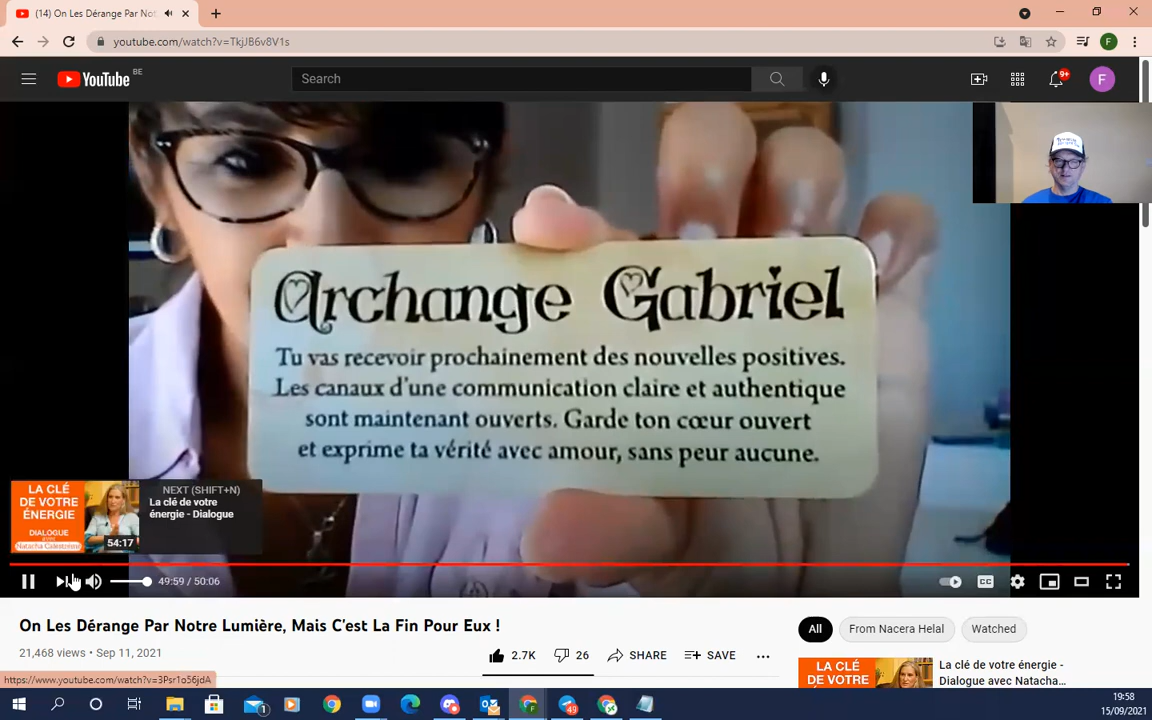 (14) On Les Dérange Par Not
youtube.com/watch?v=TkjJB6v8V1s
F
YouTube BE
Search
9+
F
Archange Gabriel
Tu vas recevoir prochainement des nouvelles positives.
Les canaux d'une communication claire et authentique
sont maintenant ouverts. Garde ton cœur ouvert
et exprime ta vérité avec amour, sans peur aucune.
LA CLÉ
DE VOTRE
ÉNERGIE
DIALOGUE
Natacha Calestrémé
54:17
NEXT (SHIFT+N)
La clé de votre
énergie - Dialogue
49:59 / 50:06
CC
On Les Dérange Par Notre Lumière, Mais C'est La Fin Pour Eux !
21,468 views • Sep 11, 2021
2.7K
26
SHARE
SAVE
All
From Nacera Helal
Watched
LA CLÉ
DE VOTRE
La clé de votre énergie -
Dialogue avec Natacha...
https://www.youtube.com/watch?v=3Psr1o56jdA
19:58
15/09/2021